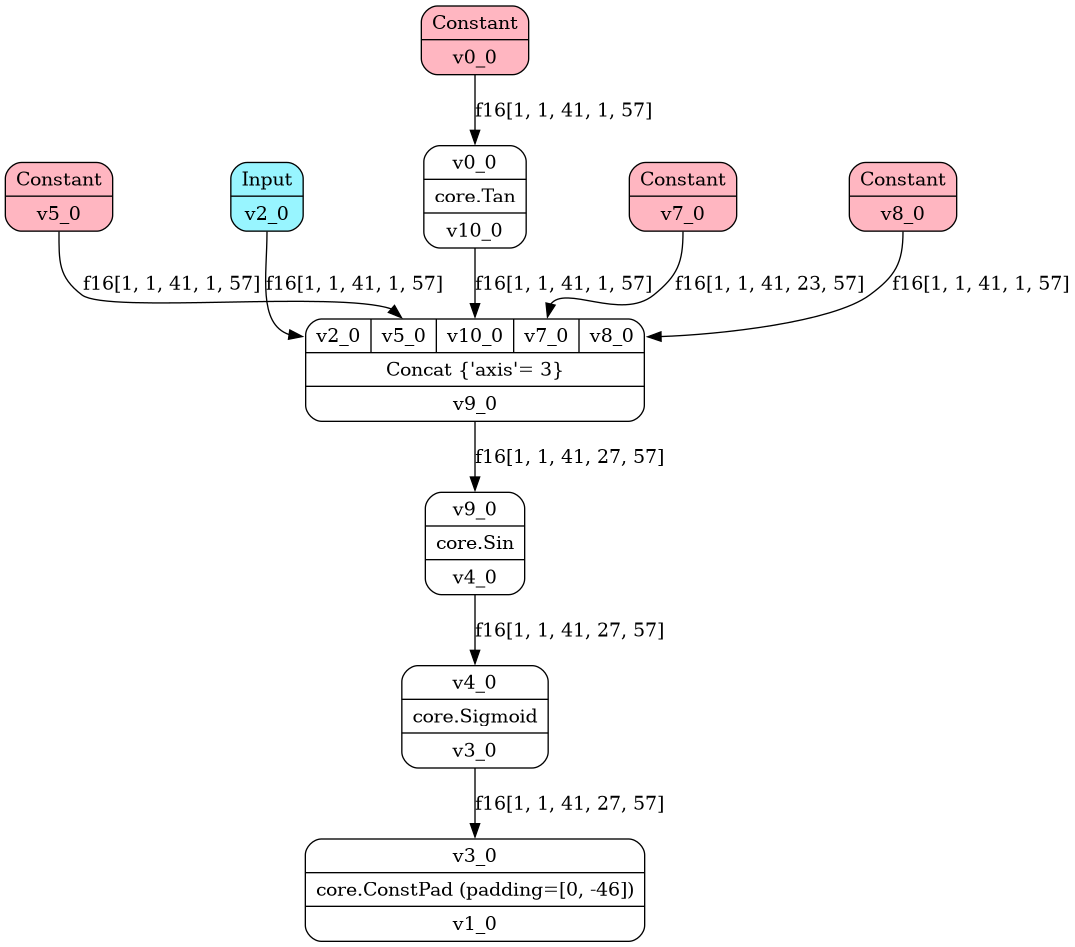 Constant
v0_0
f16[1, 1, 41, 1, 57]
Constant
v5_0
Input
v2_0
v0_0
core.Tan
v10_0
Constant
v7_0
Constant
v8_0
f16[1, 1, 41, 1, 57]
f16[1, 1, 41, 1, 57]
f16[1, 1, 41, 1, 57]
f16[1, 1, 41, 23, 57]
f16[1, 1, 41, 1, 57]
v2_0 v5_0 v10_0 v7_0 v8_0
Concat {'axis'= 3}
v9_0
f16[1, 1, 41, 27, 57]
v9_0
core.Sin
v4_0
f16[1, 1, 41, 27, 57]
v4_0
core.Sigmoid
v3_0
f16[1, 1, 41, 27, 57]
v3_0
core.ConstPad (padding=[0, -46])
v1_0